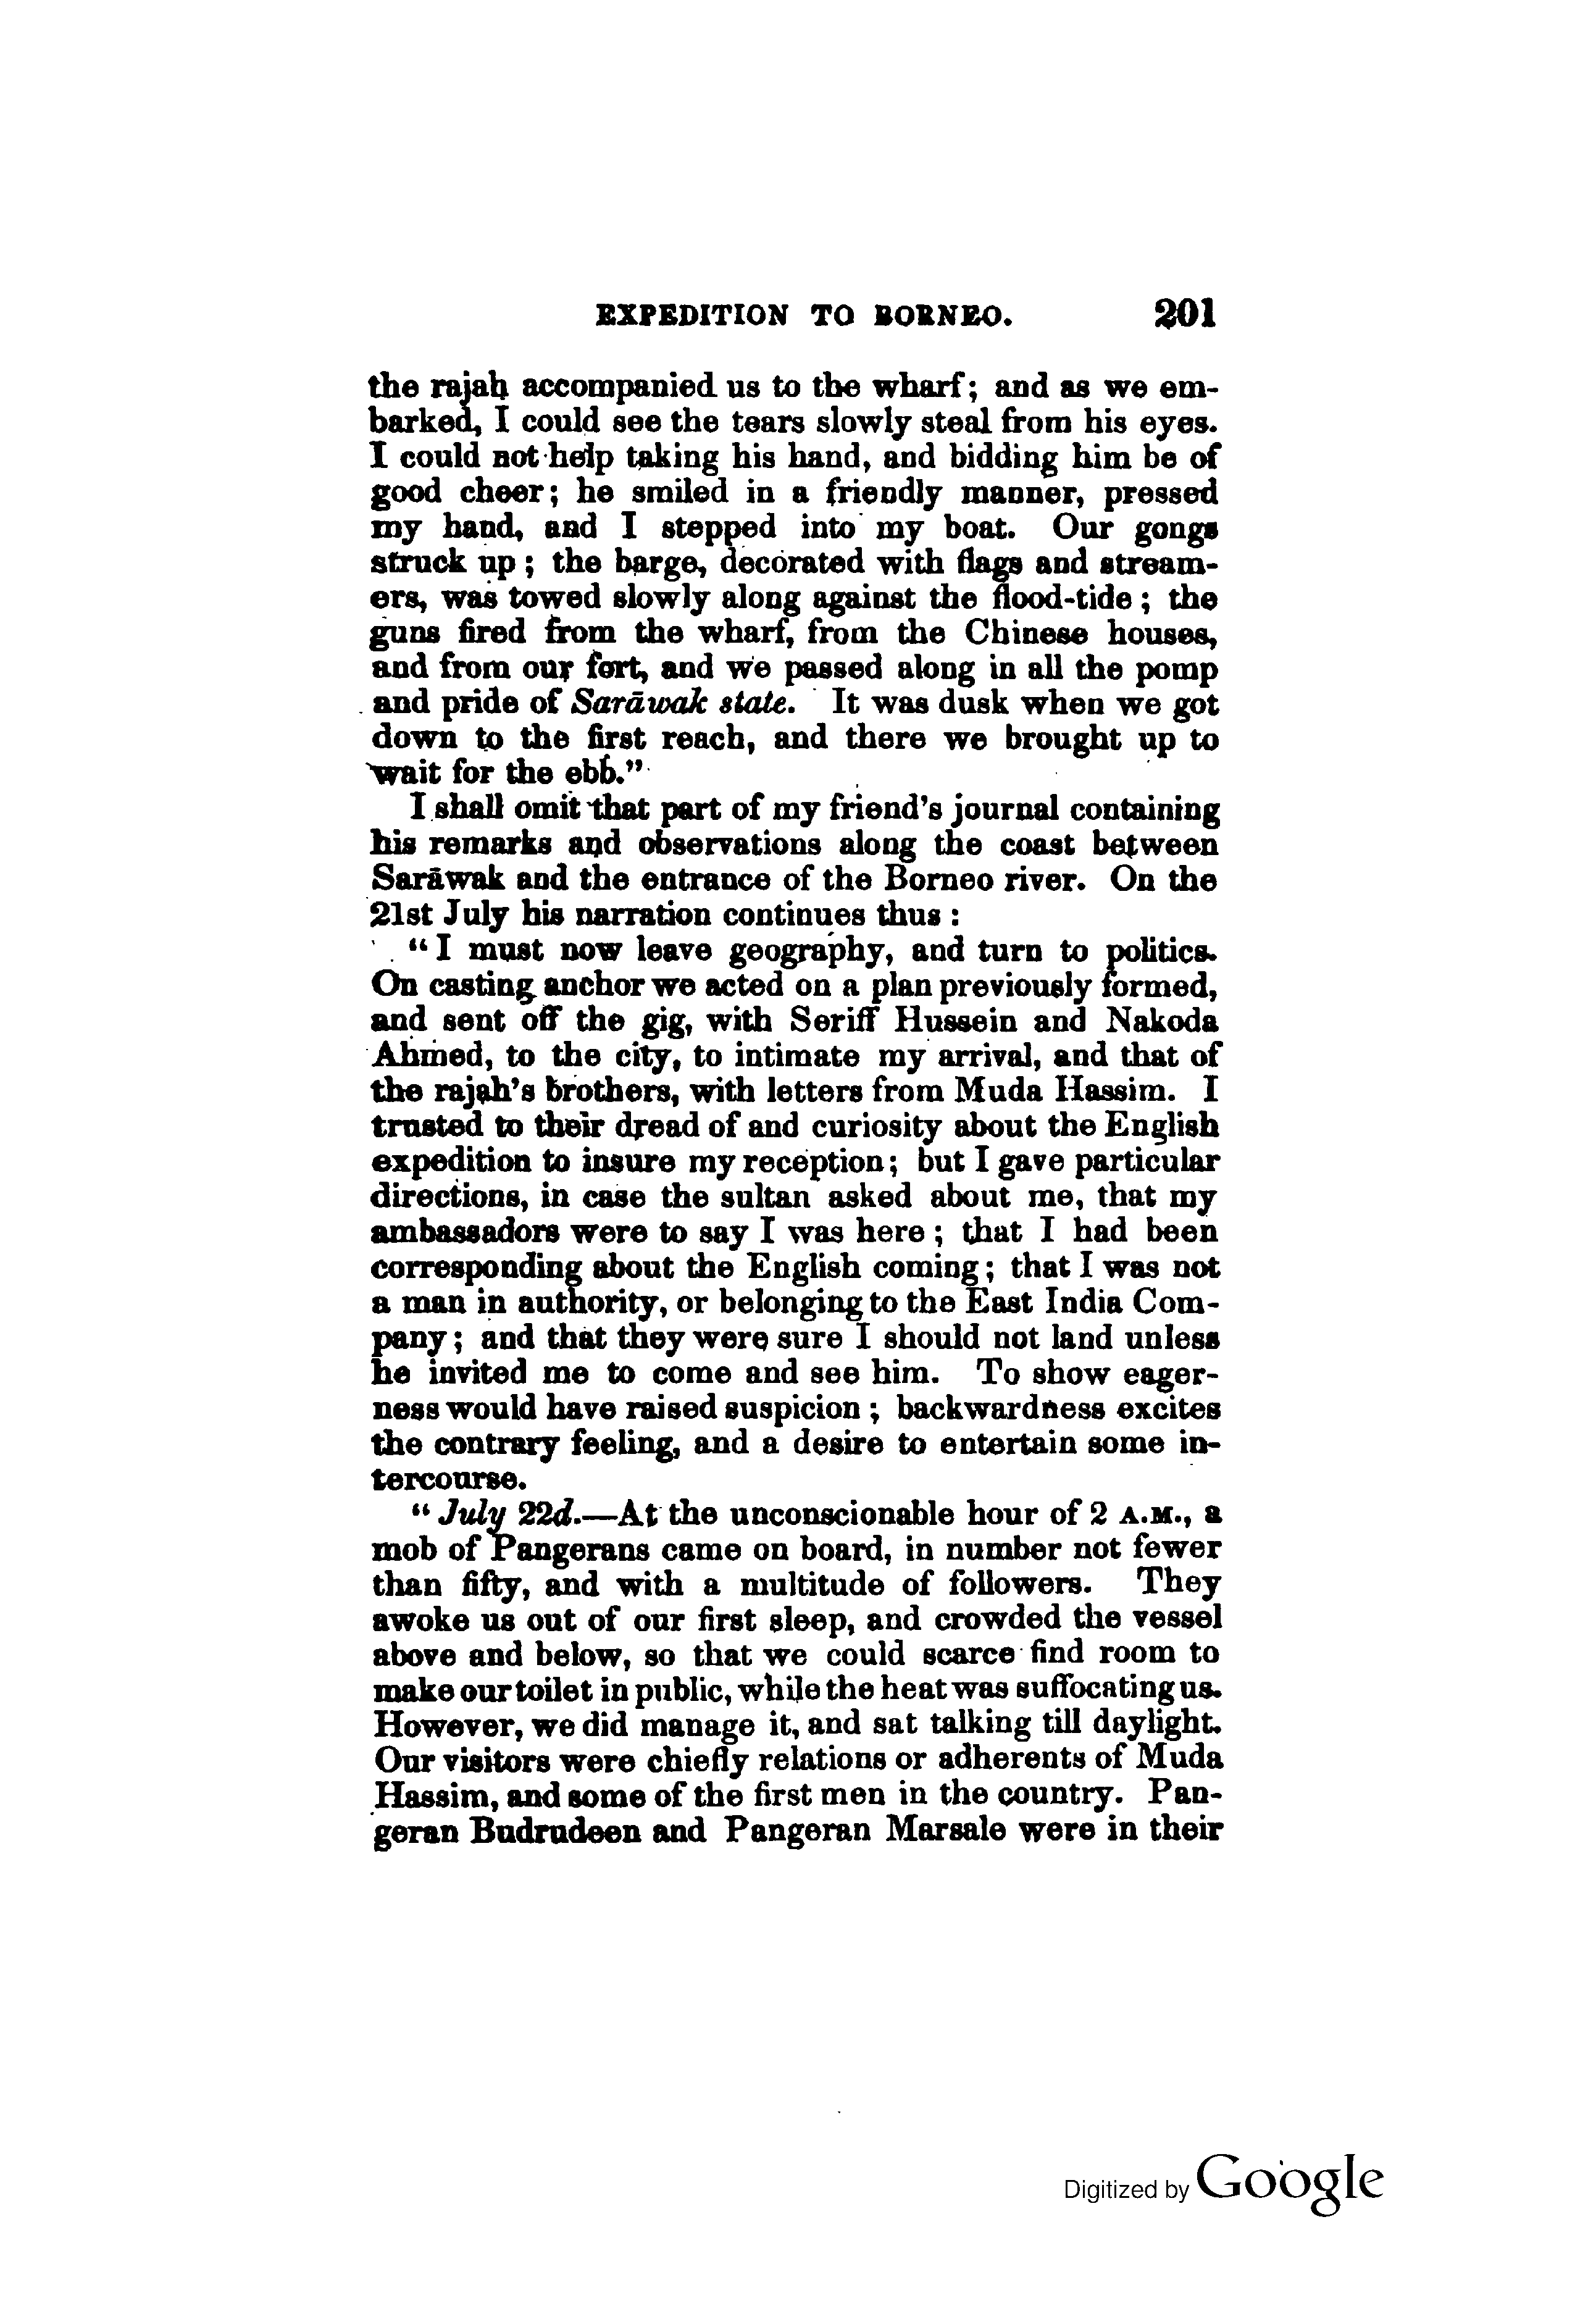 EXPEDITION TO BORNEO. 201
the rajah accompanied us to the wharf; and as we em-
barked, I could see the tears slowly steal from his eyes.
I could not help taking his hand, and bidding him be of
good cheer; he smiled in a friendly manner, pressed
my hand, and I stepped into my boat. Our gongs
struck up; the barge, decorated with flags and stream-
ers, was towed slowly along against the flood-tide; the
guns fired from the wharf, from the Chinese houses,
and from our fort, and we passed along in all the pomp
and pride of Sarāwak state. It was dusk when we got
down to the first reach, and there we brought up to
wait for the ebb."
I shall omit that part of my friend's journal containing
his remarks and observations along the coast between
Sarāwak and the entrance of the Borneo river. On the
21st July his narration continues thus:
"I must now leave geography, and turn to politics.
On casting anchor we acted on a plan previously formed,
and sent off the gig, with Seriff Hussein and Nakoda
Ahmed, to the city, to intimate my arrival, and that of
the rajah's brothers, with letters from Muda Hassim. I
trusted to their dread of and curiosity about the English
expedition to insure my reception; but I gave particular
directions, in case the sultan asked about me, that my
ambassadors were to say I was here; that I had been
corresponding about the English coming; that I was not
a man in authority, or belonging to the East India Com-
pany; and that they were sure I should not land unless
he invited me to come and see him. To show eager-
ness would have raised suspicion; backwardness excites
the contrary feeling, and a desire to entertain some in-
tercourse.
"July 22d.—At the unconscionable hour of 2 A.M., a
mob of Pangerans came on board, in number not fewer
than fifty, and with a multitude of followers. They
awoke us out of our first sleep, and crowded the vessel
above and below, so that we could scarce find room to
make our toilet in public, while the heat was suffocating us.
However, we did manage it, and sat talking till daylight.
Our visitors were chiefly relations or adherents of Muda
Hassim, and some of the first men in the country. Pan-
geran Budrudeen and Pangeran Marsale were in their
Digitized by Google